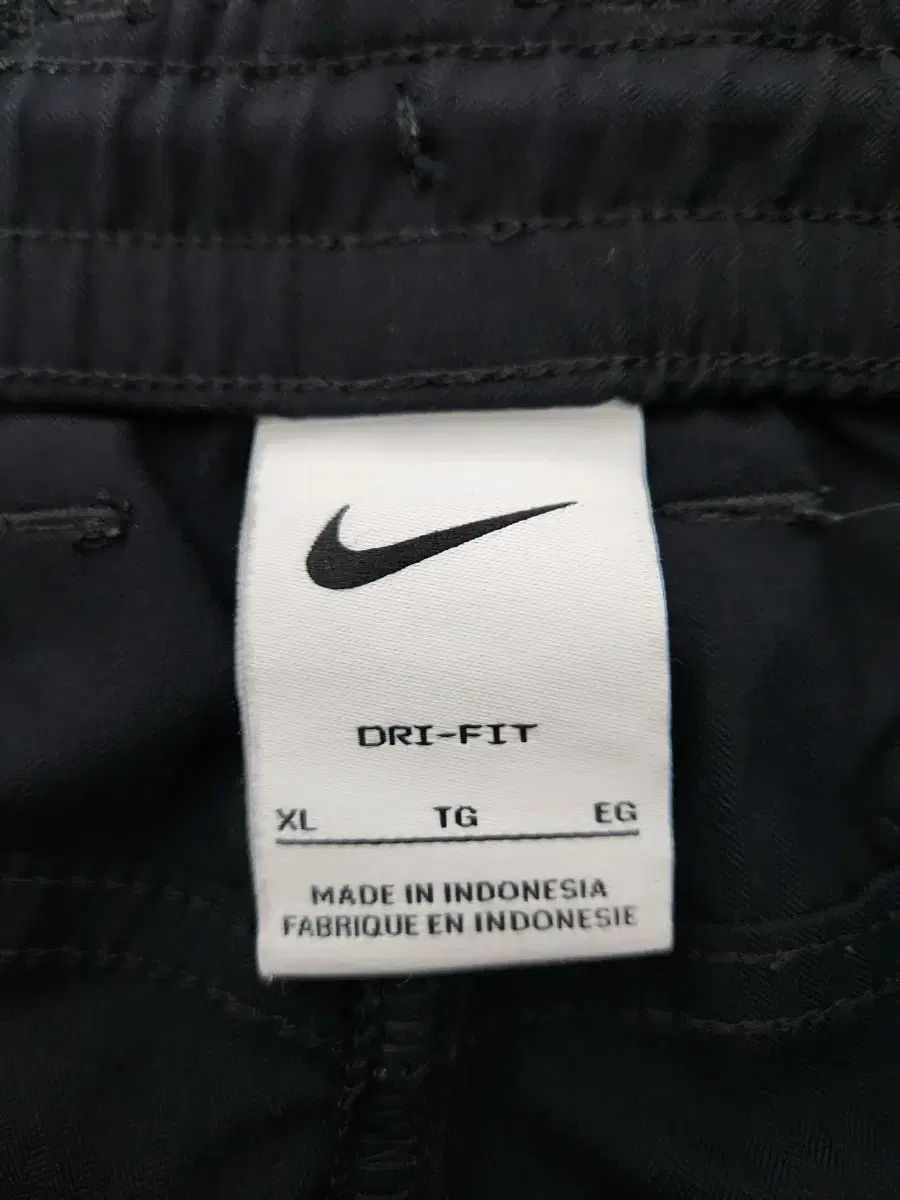 DRI-FIT
XL TG EG
MADE IN INDONESIA
FABRIQUE EN INDONESIE